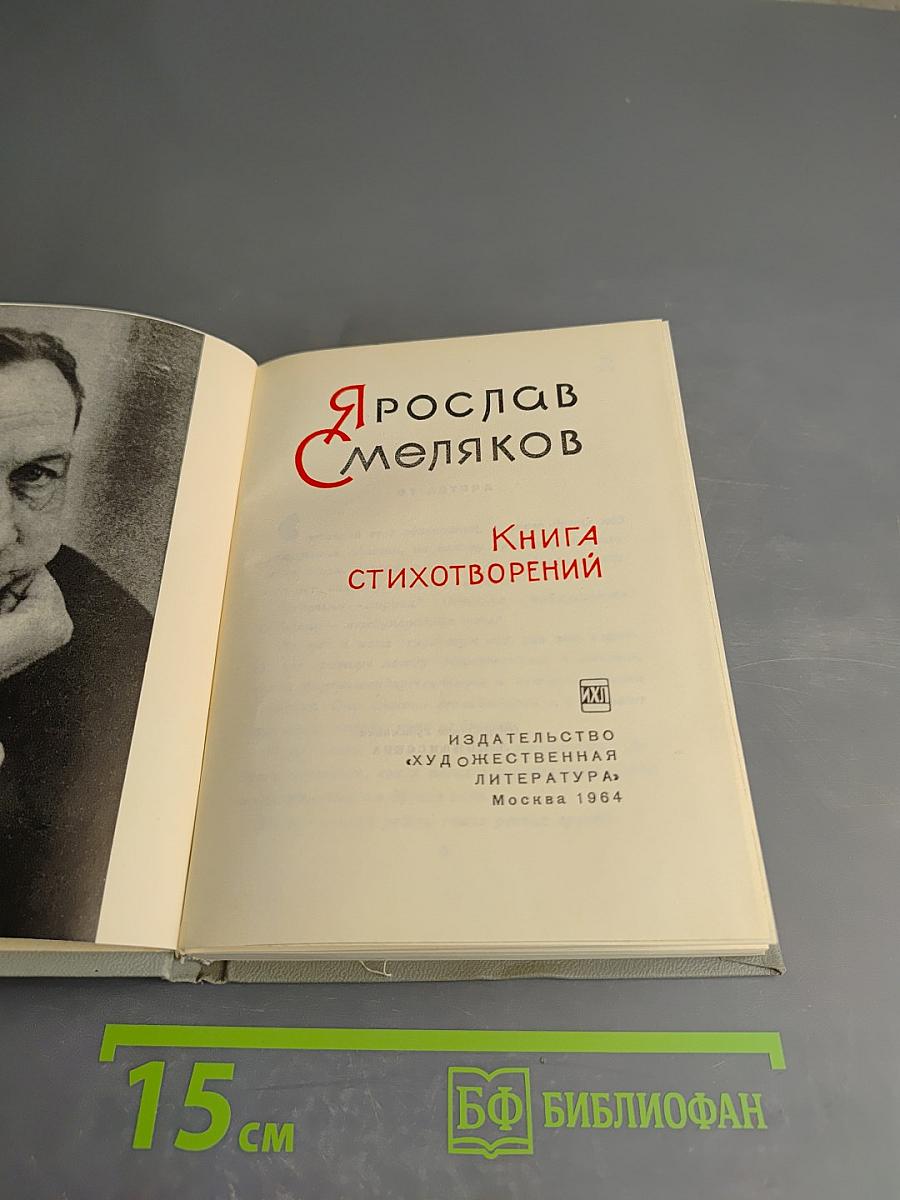 Ярослав
Смеляков
Книга
стихотворений
ИХЛ
ИЗДАТЕЛЬСТВО
«ХУДОЖЕСТВЕННАЯ
ЛИТЕРАТУРА»
Москва 1964
15 см
БФ БИБЛИОФАН